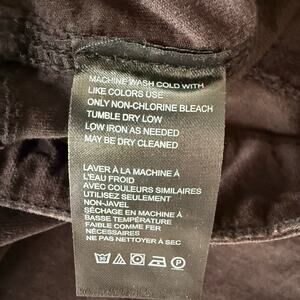 MACHINE WASH COLD WITH
LIKE COLORS USE
ONLY NON-CHLORINE BLEACH
TUMBLE DRY LOW
LOW IRON AS NEEDED
MAY BE DRY CLEANED
LAVER À LA MACHINE À
L'EAU FROID
AVEC COULEURS SIMILAIRES
UTILISEZ SEULEMENT
NON-JAVEL
SÉCHAGE EN MACHINE À
BASSE TEMPÉRATURE
FAIBLE COMME FER
NÉCESSAIRES
NE PAS NETTOYER À SEC